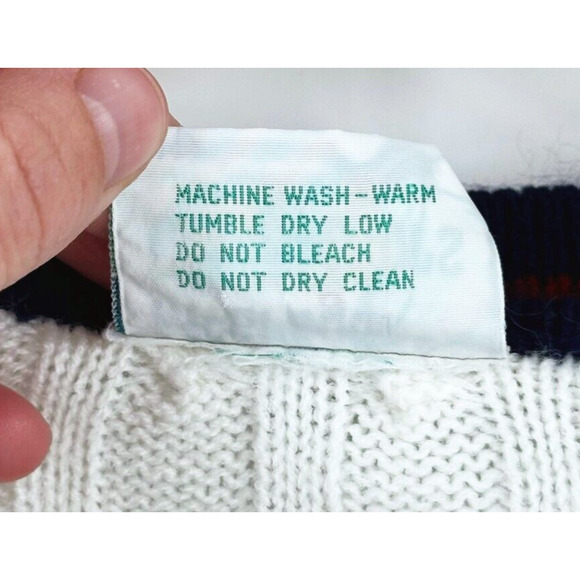 MACHINE WASH-WARM
TUMBLE DRY LOW
DO NOT BLEACH
DO NOT DRY CLEAN